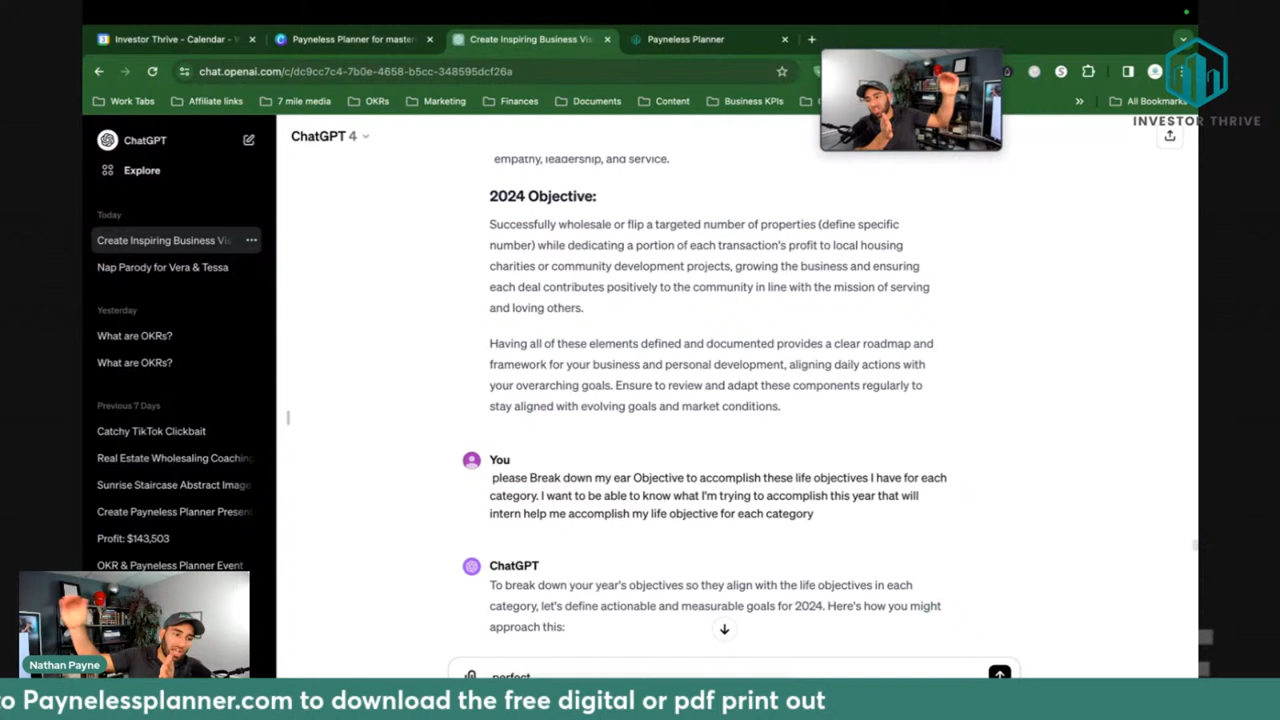 Investor Thrive - Calendar - V
Payneless Planner for master
Create Inspiring Business Vis
Payneless Planner
chat.openai.com/c/dc9cc7c4-7b0e-4658-b5cc-348595dcf26a
Work Tabs
Affiliate links
7 mile media
OKRs
Marketing
Finances
Documents
Content
Business KPIs
All Bookmarks
INVESTOR THRIVE
ChatGPT
Explore
Today
Create Inspiring Business Vi
Nap Parody for Vera & Tessa
Yesterday
What are OKRs?
What are OKRs?
Previous 7 Days
Catchy TikTok Clickbait
Real Estate Wholesaling Coaching
Sunrise Staircase Abstract Image
Create Payneless Planner Present
Profit: $143,503
OKR & Payneless Planner Event
ChatGPT 4
empathy, leadership, and service.
2024 Objective:
Successfully wholesale or flip a targeted number of properties (define specific
number) while dedicating a portion of each transaction's profit to local housing
charities or community development projects, growing the business and ensuring
each deal contributes positively to the community in line with the mission of serving
and loving others.
Having all of these elements defined and documented provides a clear roadmap and
framework for your business and personal development, aligning daily actions with
your overarching goals. Ensure to review and adapt these components regularly to
stay aligned with evolving goals and market conditions.
You
please Break down my ear Objective to accomplish these life objectives I have for each
category. I want to be able to know what I'm trying to accomplish this year that will
intern help me accomplish my life objective for each category
ChatGPT
To break down your year's objectives so they align with the life objectives in each
category, let's define actionable and measurable goals for 2024. Here's how you might
approach this:
perfect
Nathan Payne
to Paynelessplanner.com to download the free digital or pdf print out